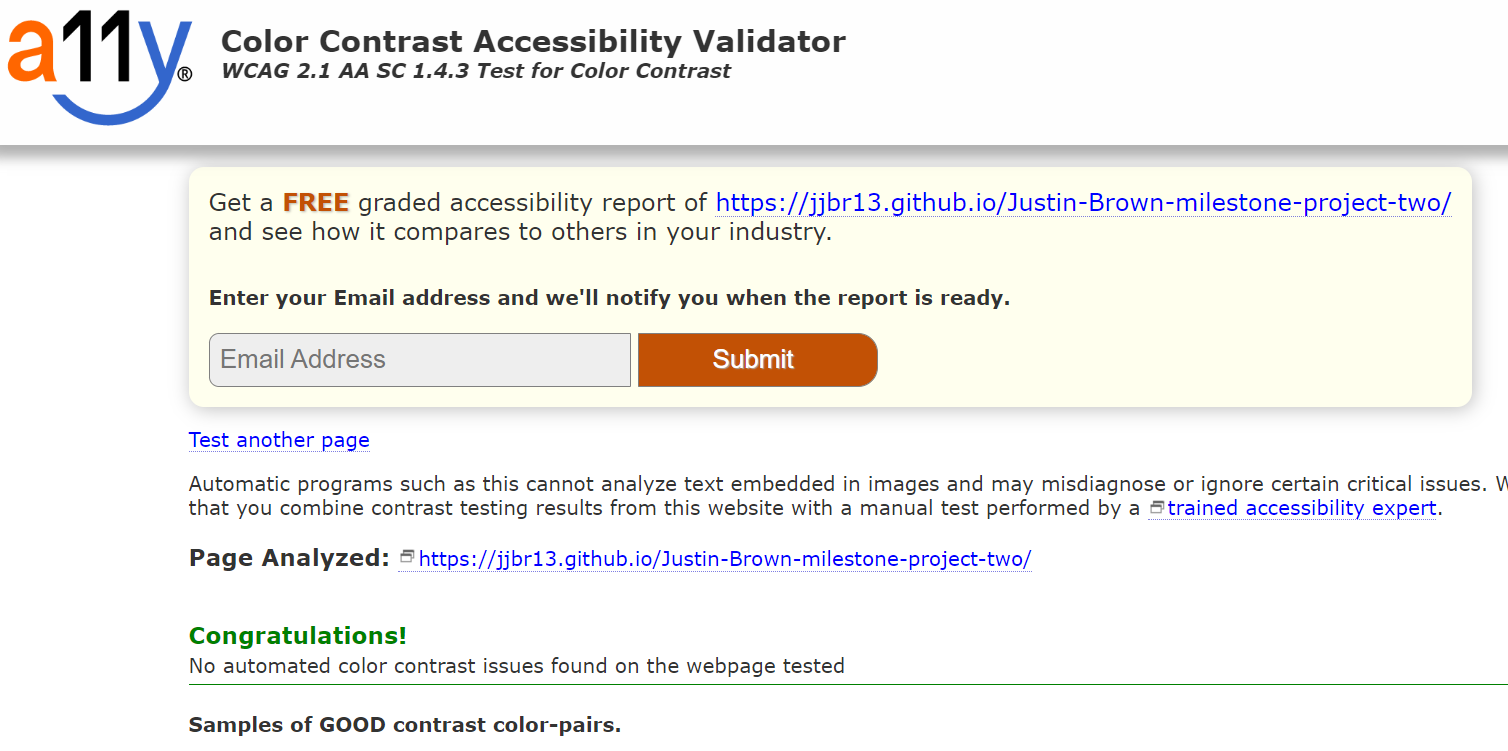 a11y®
Color Contrast Accessibility Validator
WCAG 2.1 AA SC 1.4.3 Test for Color Contrast
Get a FREE graded accessibility report of https://jjbr13.github.io/Justin-Brown-milestone-project-two/
and see how it compares to others in your industry.
Enter your Email address and we'll notify you when the report is ready.
Email Address
Submit
Test another page
Automatic programs such as this cannot analyze text embedded in images and may misdiagnose or ignore certain critical issues.
that you combine contrast testing results from this website with a manual test performed by a trained accessibility expert.
Page Analyzed: https://jjbr13.github.io/Justin-Brown-milestone-project-two/
Congratulations!
No automated color contrast issues found on the webpage tested
Samples of GOOD contrast color-pairs.